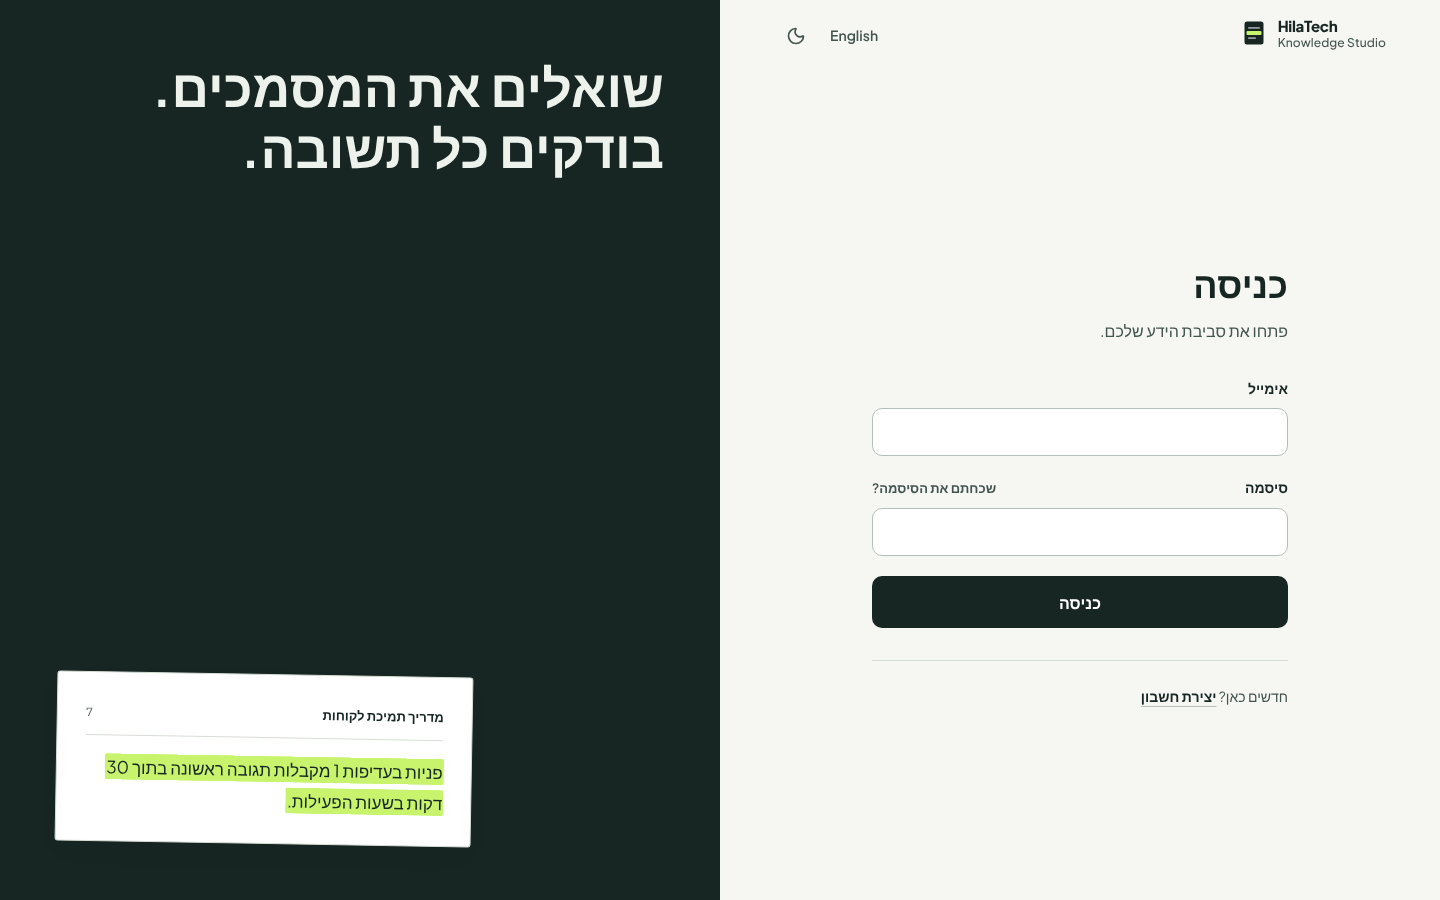 HilaTech
Knowledge Studio
English
כניסה
פתחו את סביבת הידע שלכם.
אימייל
סיסמה
שכחתם את הסיסמה?
כניסה
חדשים כאן? יצירת חשבון
שואלים את המסמכים.
בודקים כל תשובה.
מדריך תמיכת לקוחות
7
פניות בעדיפות 1 מקבלות תגובה ראשונה בתוך 30
דקות בשעות הפעילות.